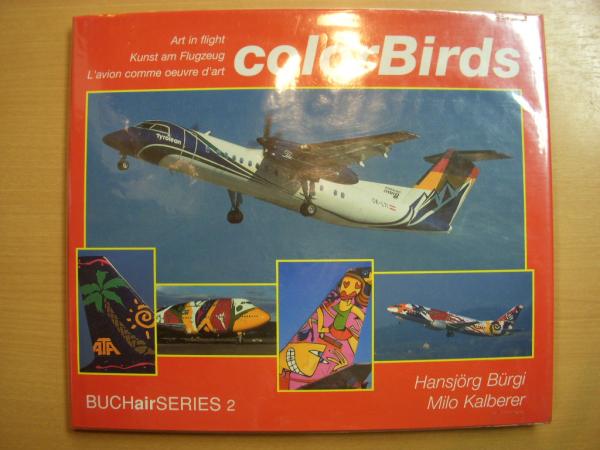 Art in flight
Kunst am Flugzeug
L'avion comme oeuvre d'art
colorBirds
Tyrolean
ATA
Hansjörg Bürgi
Milo Kalberer
BUCHairSERIES 2